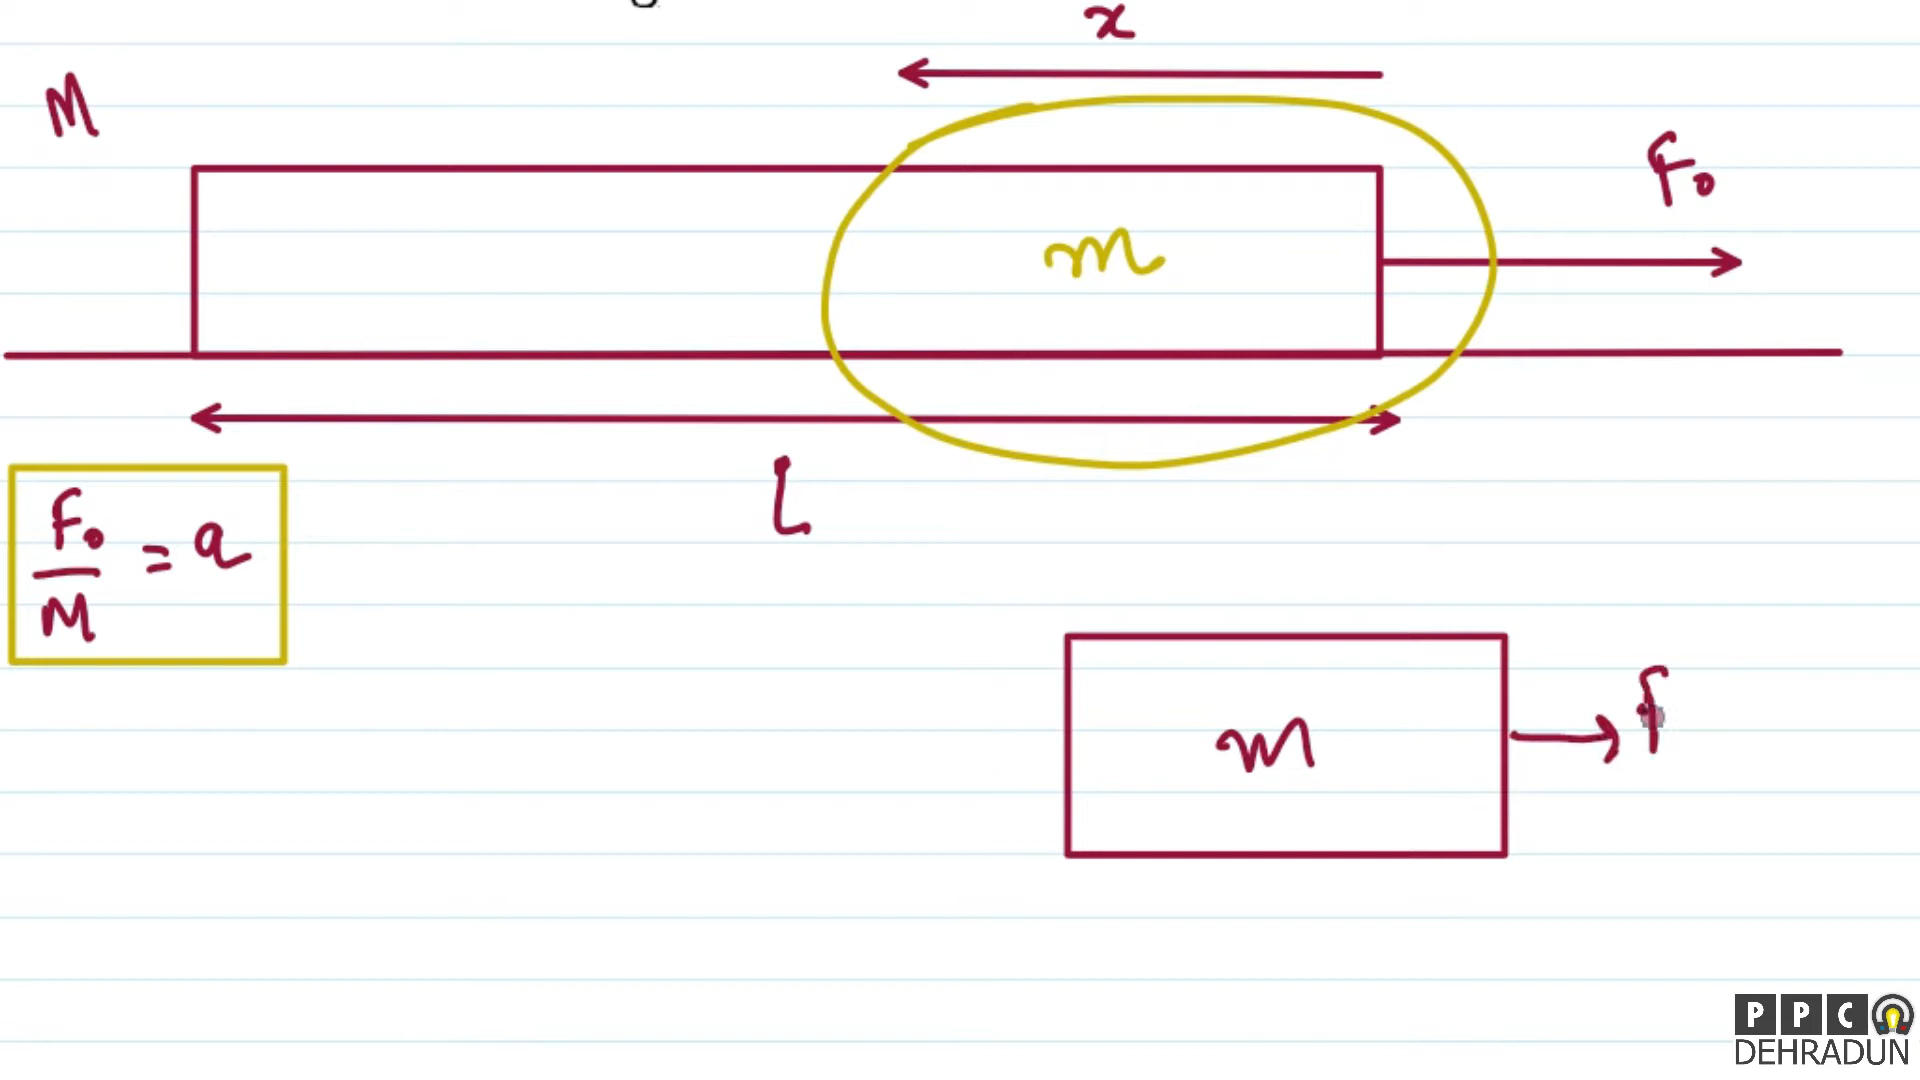 x
M
F₀
m
L
F₀
— = a
M
m
F
PPC
DEHRADUN